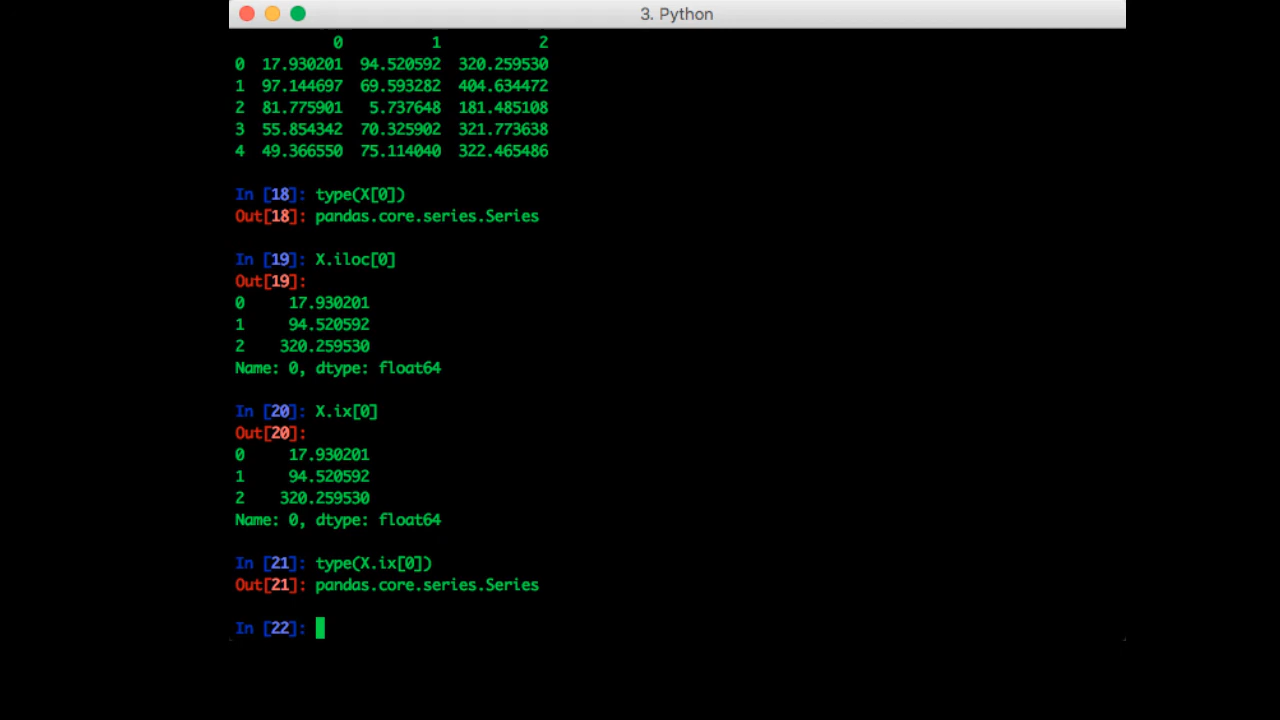 3. Python
0 1 2
0 17.930201 94.520592 320.259530
1 97.144697 69.593282 404.634472
2 81.775901 5.737648 181.485108
3 55.854342 70.325902 321.773638
4 49.366550 75.114040 322.465486
In [18]: type(X[0])
Out[18]: pandas.core.series.Series
In [19]: X.iloc[0]
Out[19]:
0 17.930201
1 94.520592
2 320.259530
Name: 0, dtype: float64
In [20]: X.ix[0]
Out[20]:
0 17.930201
1 94.520592
2 320.259530
Name: 0, dtype: float64
In [21]: type(X.ix[0])
Out[21]: pandas.core.series.Series
In [22]: